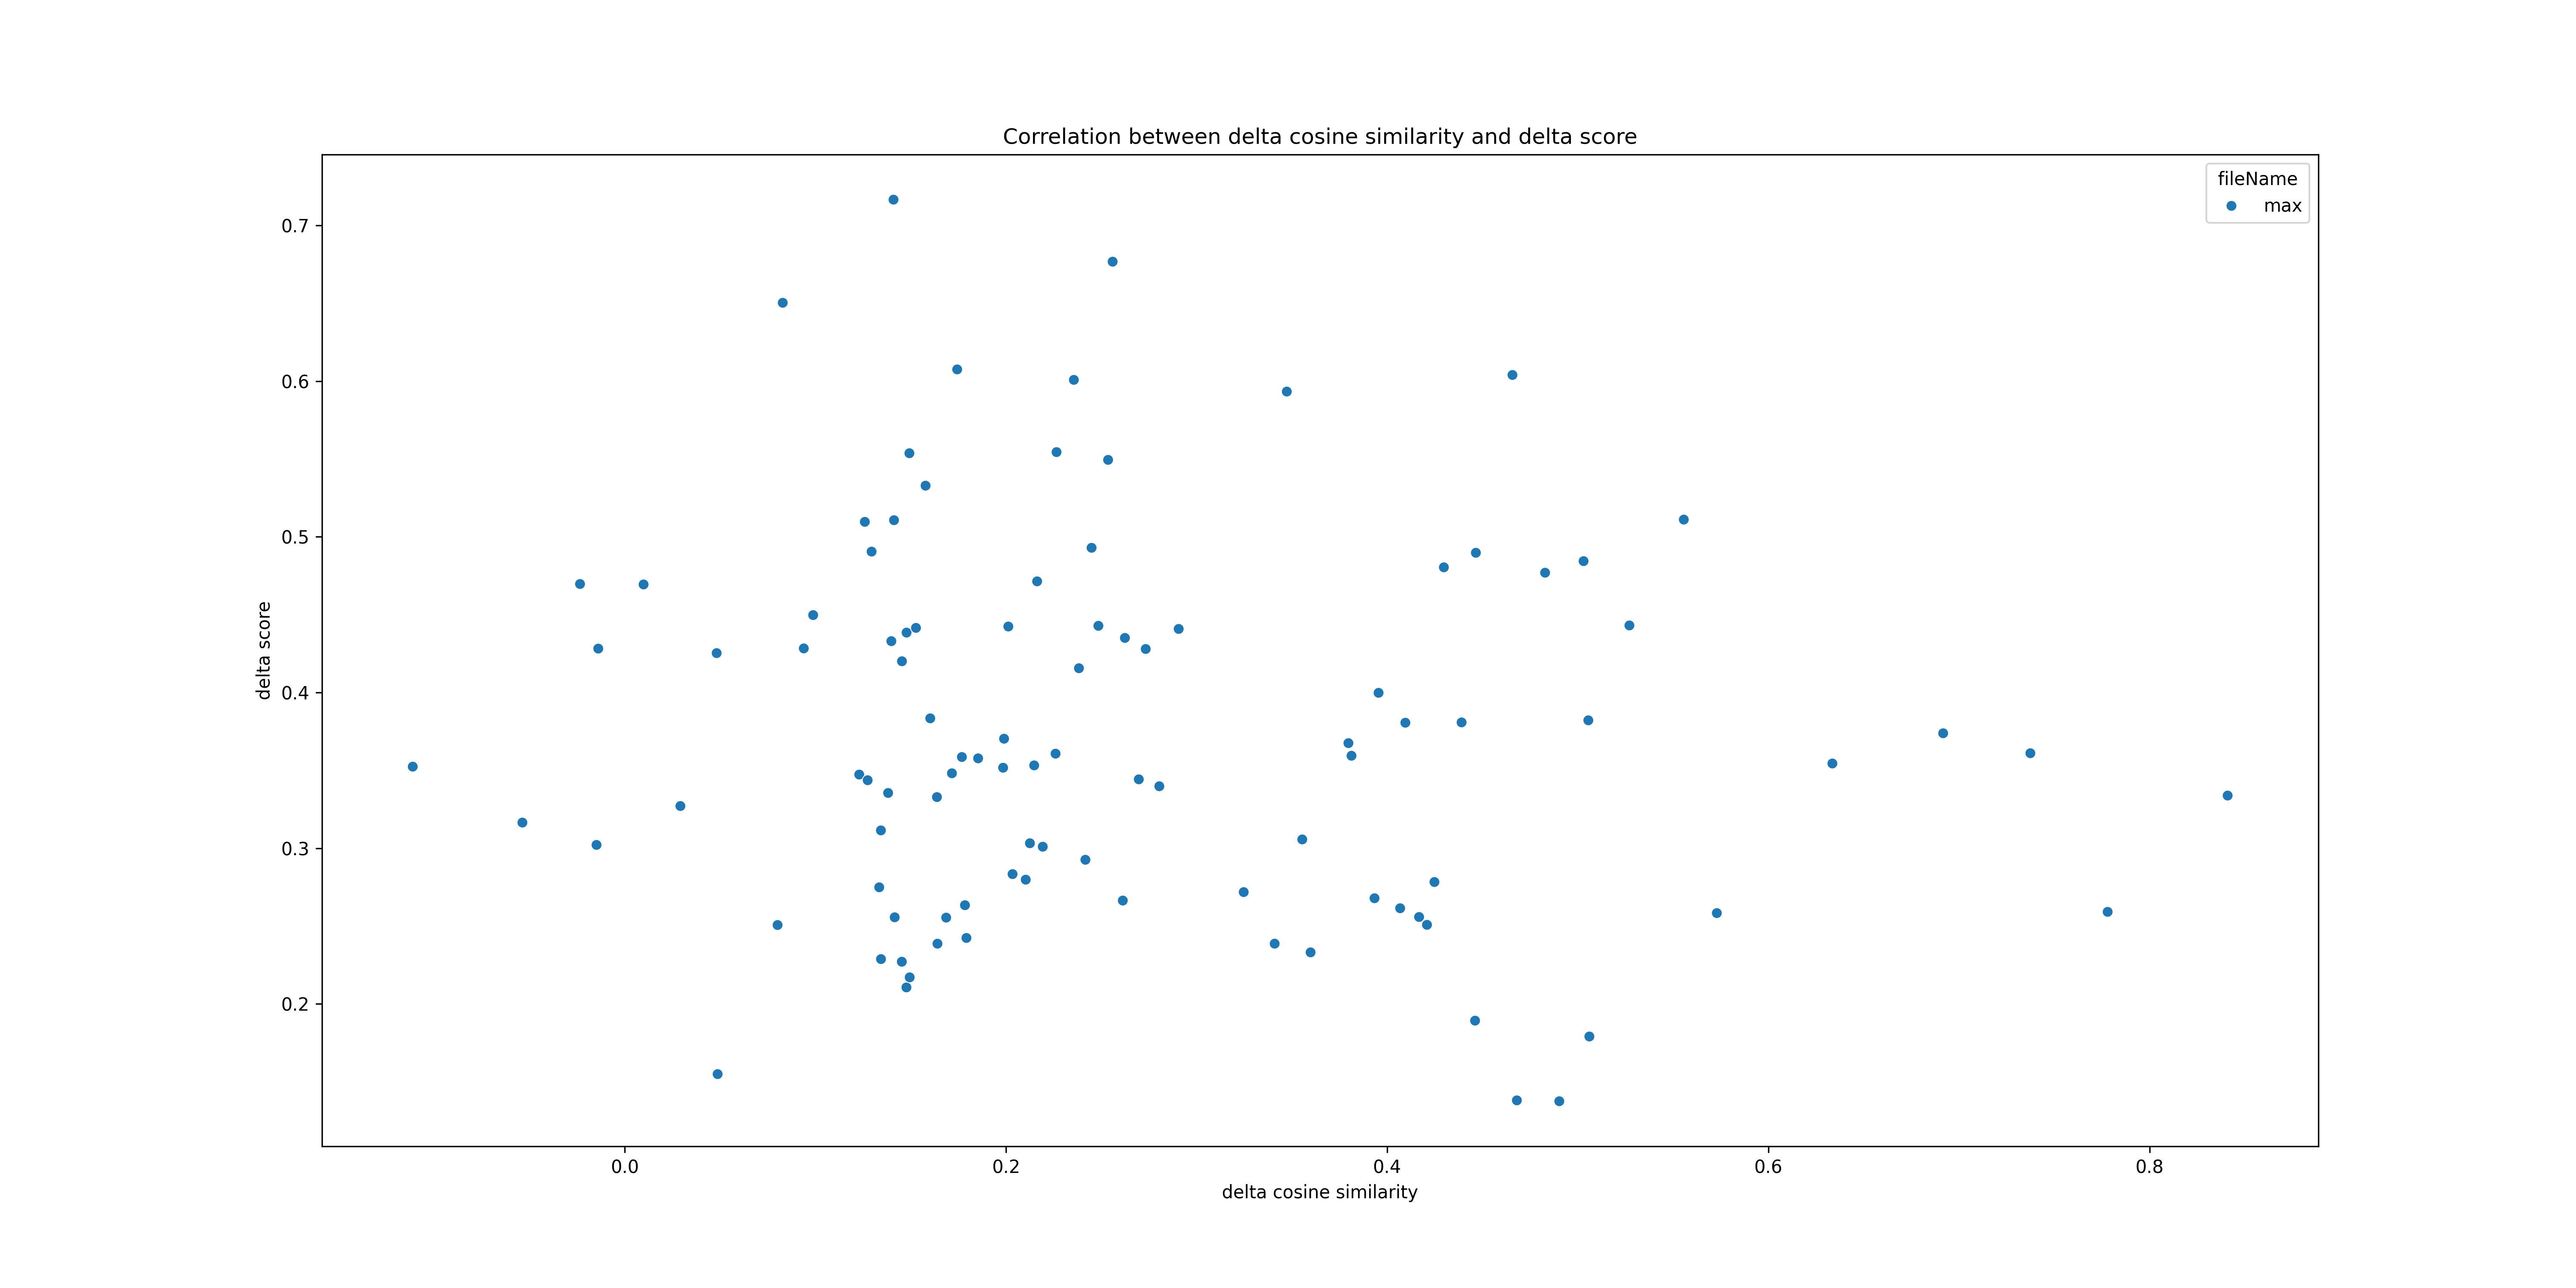 Correlation between delta cosine similarity and delta score
fileName
max
0.7
0.6
0.5
0.4
0.3
0.2
delta score
0.0 0.2 0.4 0.6 0.8
delta cosine similarity